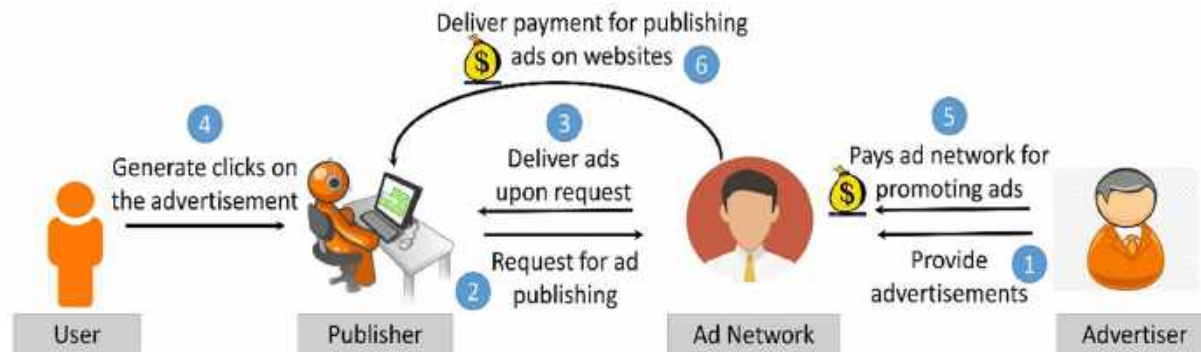 Deliver payment for publishing
$ ads on websites 6
4
Generate clicks on
the advertisement
3
Deliver ads
upon request
5
Pays ad network for
$ promoting ads
2 Request for ad
publishing
Provide 1
advertisements
User
Publisher
Ad Network
Advertiser